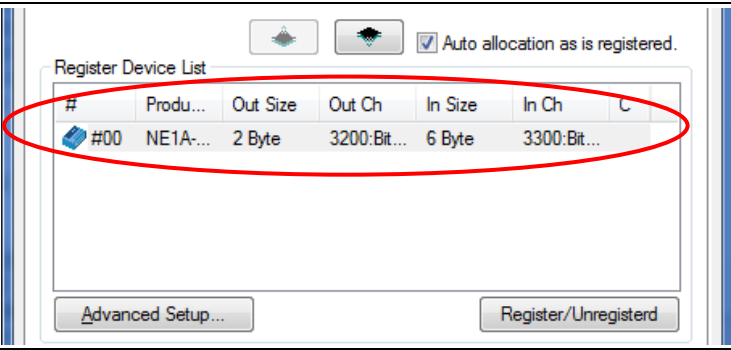 Auto allocation as is registered.
Register Device List
# Produ... Out Size Out Ch In Size In Ch C
#00 NE1A-... 2 Byte 3200:Bit... 6 Byte 3300:Bit...
Advanced Setup... Register/Unregisterd